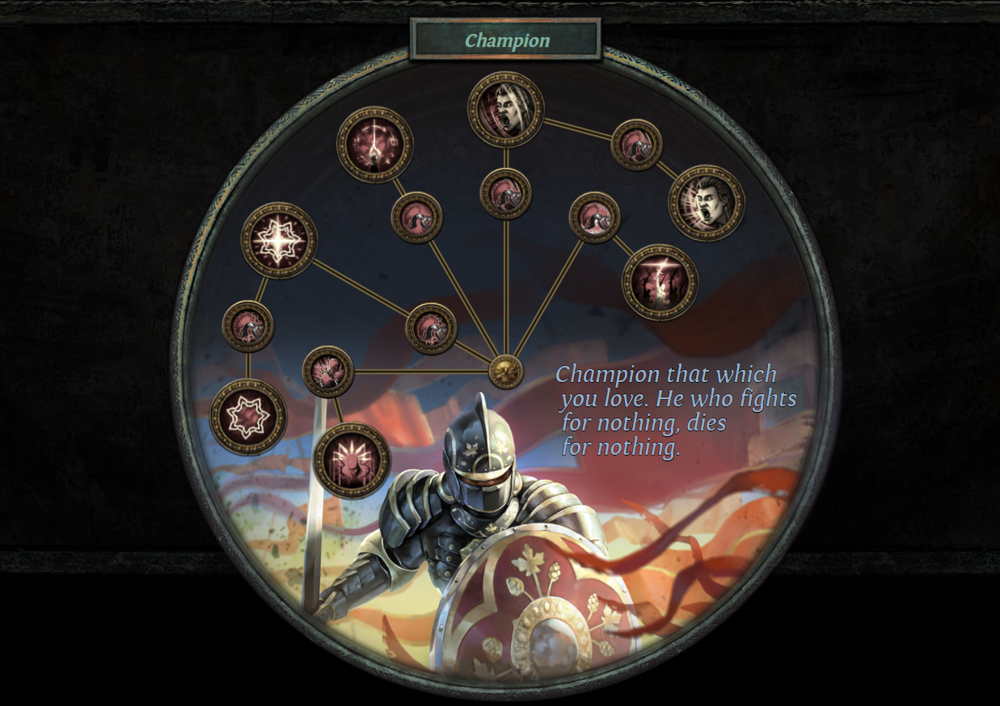 Champion
Champion that which
you love. He who fights
for nothing, dies
for nothing.